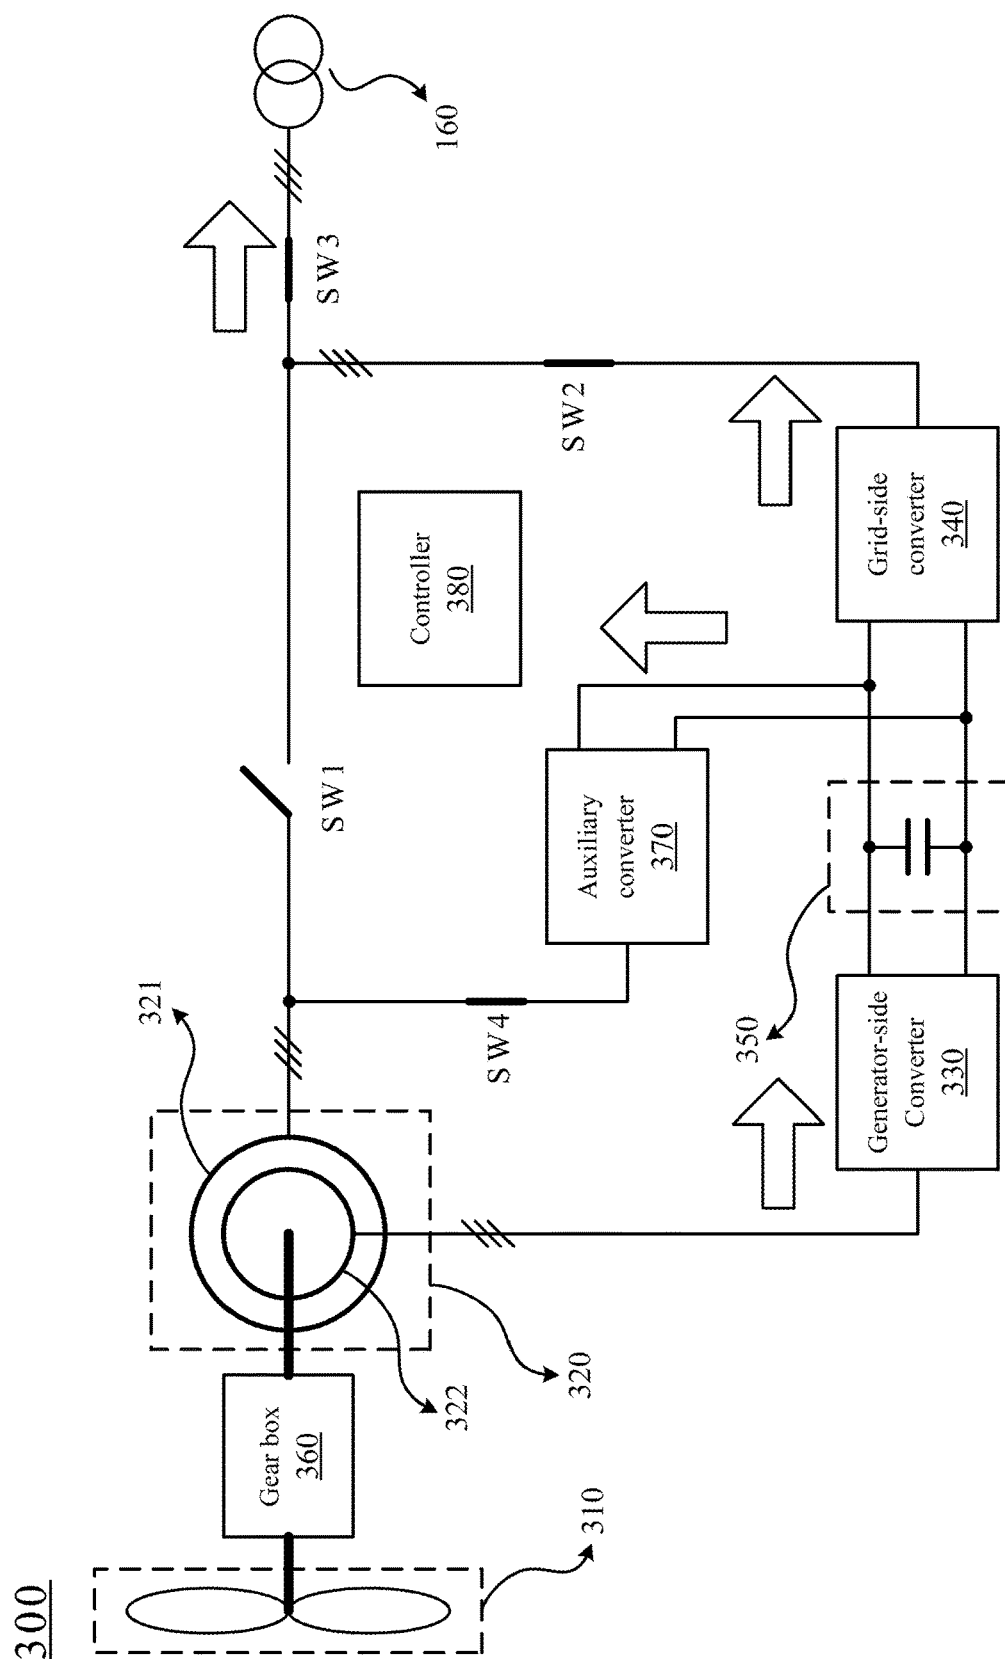 300
310
Gear box
360
320
322
321
SW4
SW1
SW3
160
SW2
Controller
380
Auxiliary
converter
370
350
Generator-side
Converter
330
Grid-side
converter
340